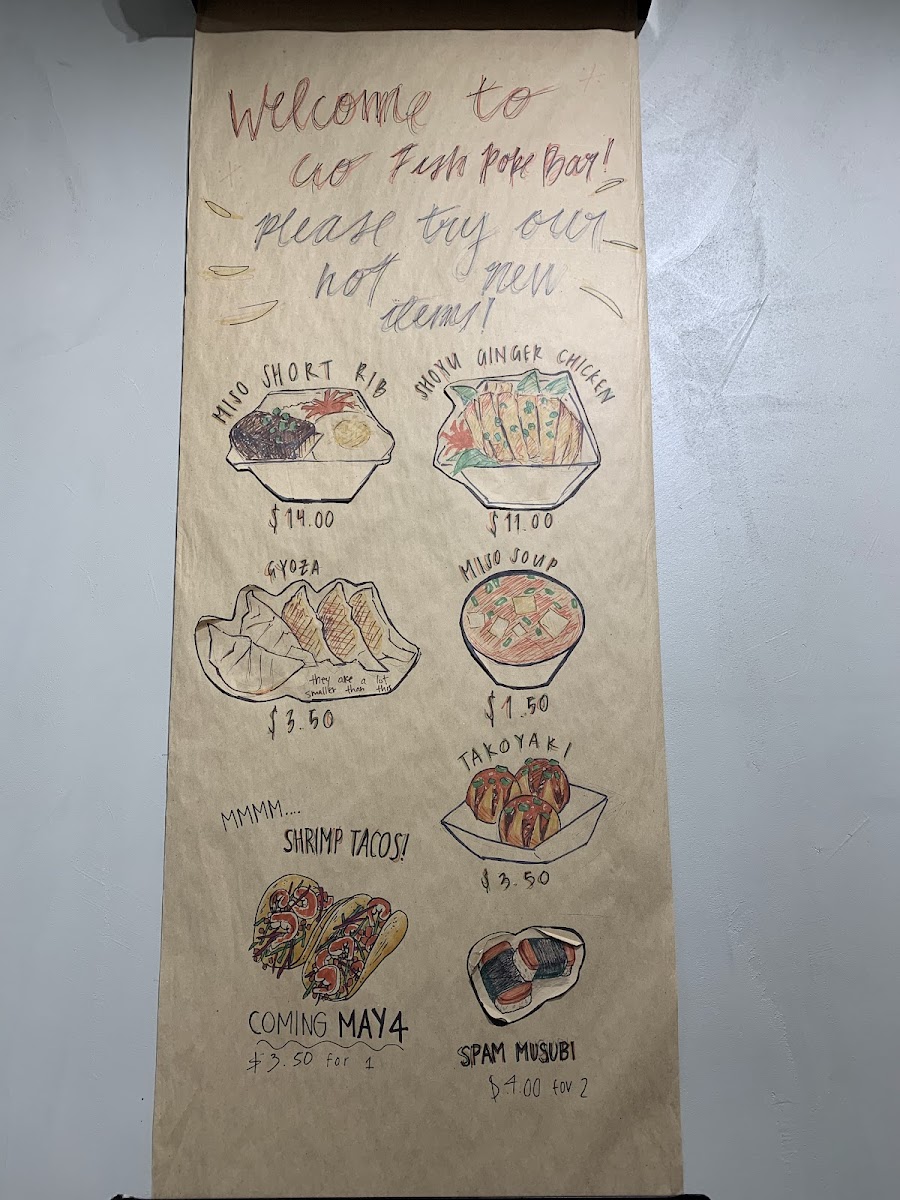 Welcome to
Go Fish Poke Bar!
please try our
hot new
items!
MISO SHORT RIB
$14.00
SHOYU GINGER CHICKEN
$11.00
GYOZA
they are a lot
smaller than this
$3.50
MISO SOUP
$1.50
TAKOYAKI
$3.50
MMMM....
SHRIMP TACOS!
COMING MAY 4
$3.50 for 1
SPAM MUSUBI
$4.00 for 2